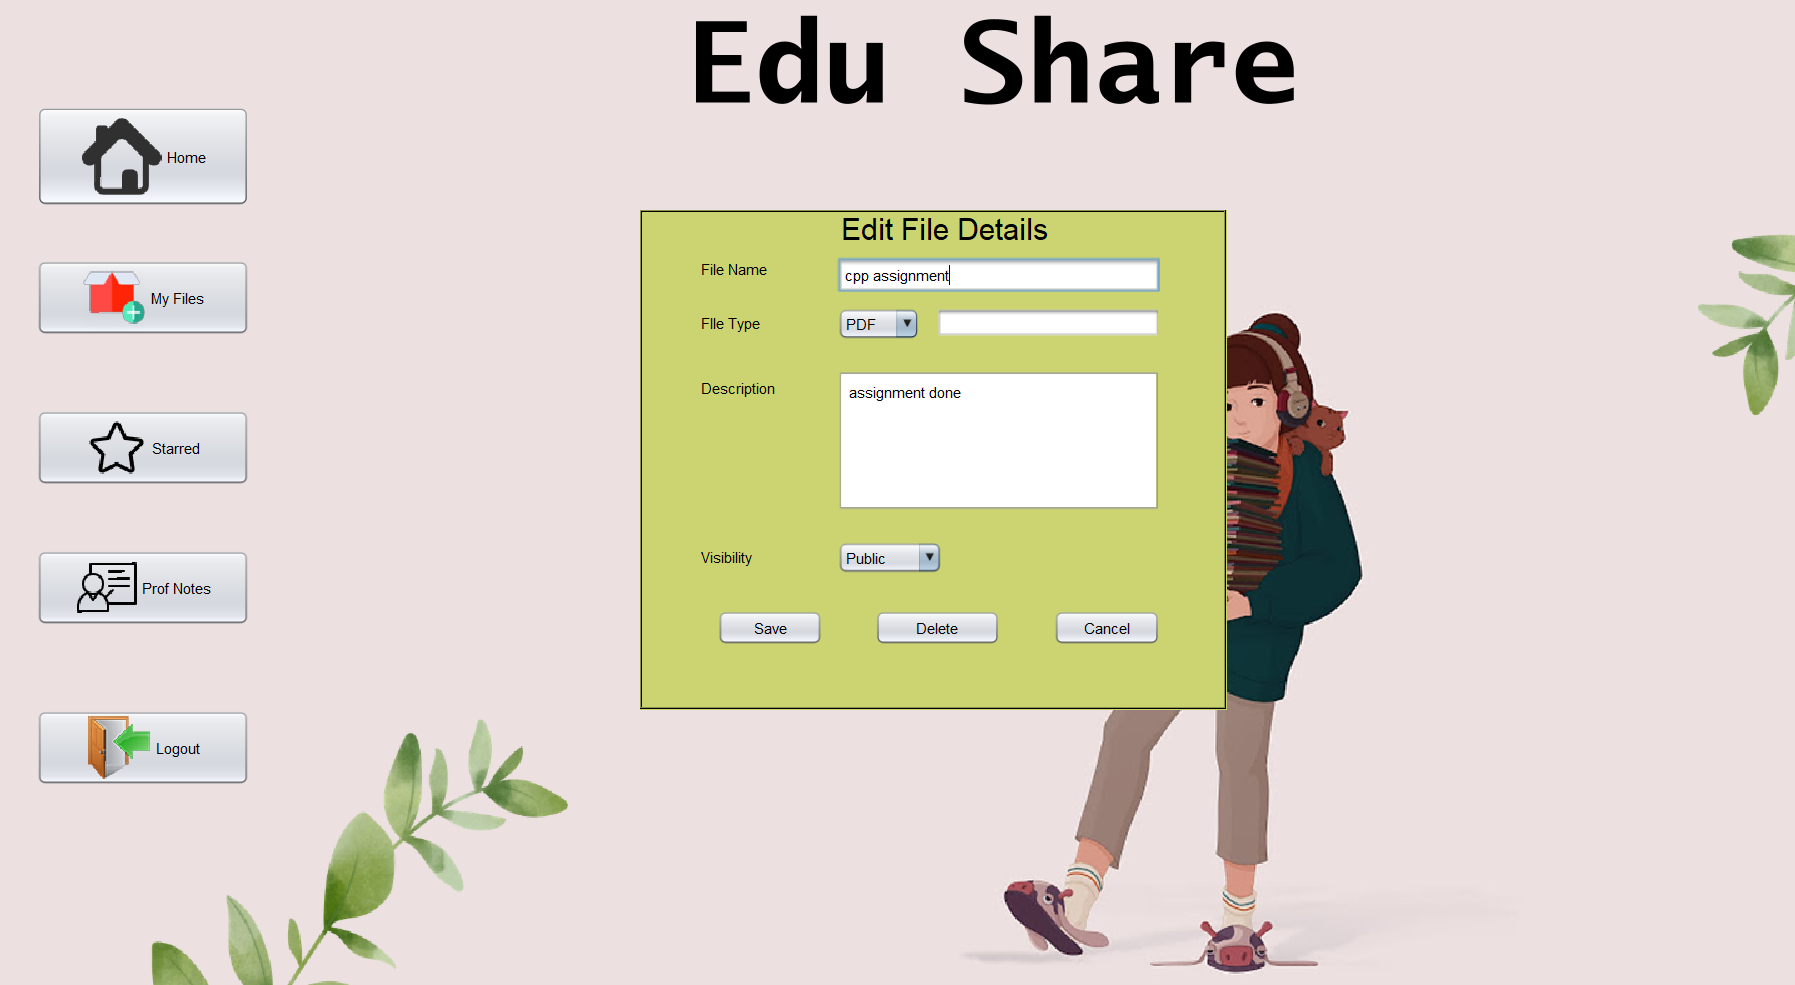 Edu Share
Home
My Files
Starred
Prof Notes
Logout
Edit File Details
File Name
cpp assignment
FIle Type
PDF
Description
assignment done
Visibility
Public
Save
Delete
Cancel